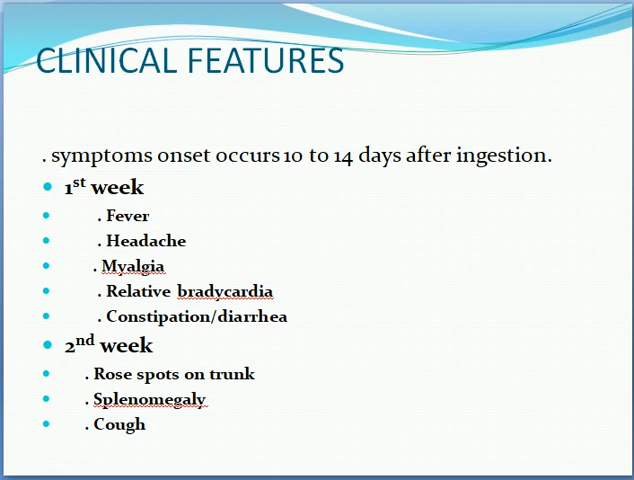 CLINICAL FEATURES
. symptoms onset occurs 10 to 14 days after ingestion.
• 1st week
• . Fever
• . Headache
• . Myalgia
• . Relative bradycardia
• . Constipation/diarrhea
• 2nd week
• . Rose spots on trunk
• . Splenomegaly
• . Cough